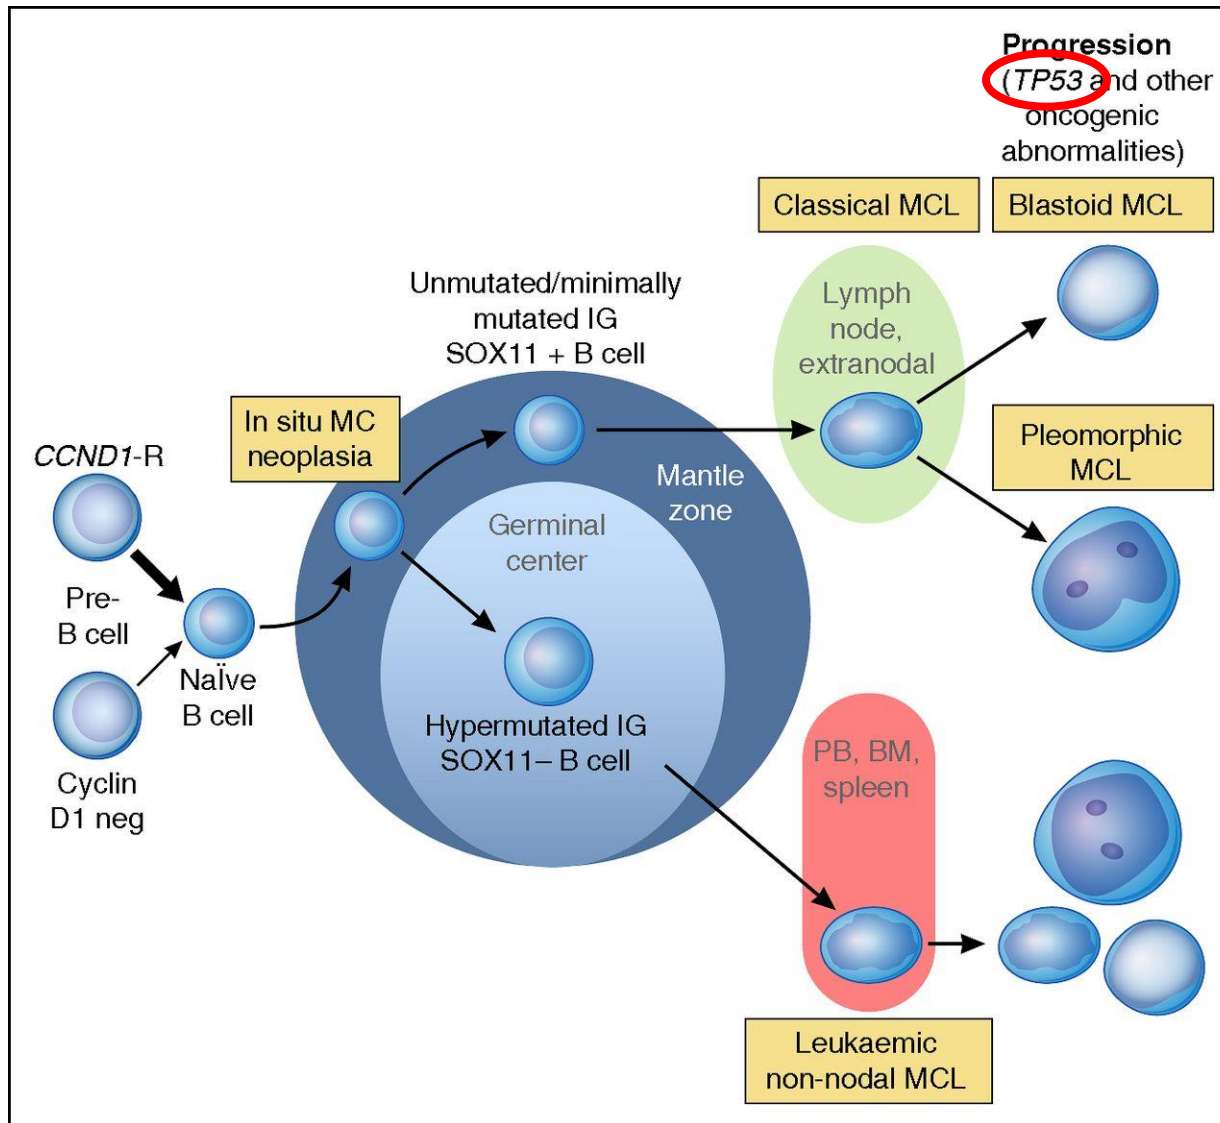 Progression
(TP53 and other
oncogenic
abnormalities)
Classical MCL
Blastoid MCL
Unmutated/minimally
mutated IG
SOX11 + B cell
Lymph
node,
extranodal
In situ MC
neoplasia
CCND1-R
Pleomorphic
MCL
Mantle
zone
Germinal
center
Pre-
B cell
NaÏve
B cell
Hypermutated IG
SOX11– B cell
Cyclin
D1 neg
PB, BM,
spleen
Leukaemic
non-nodal MCL